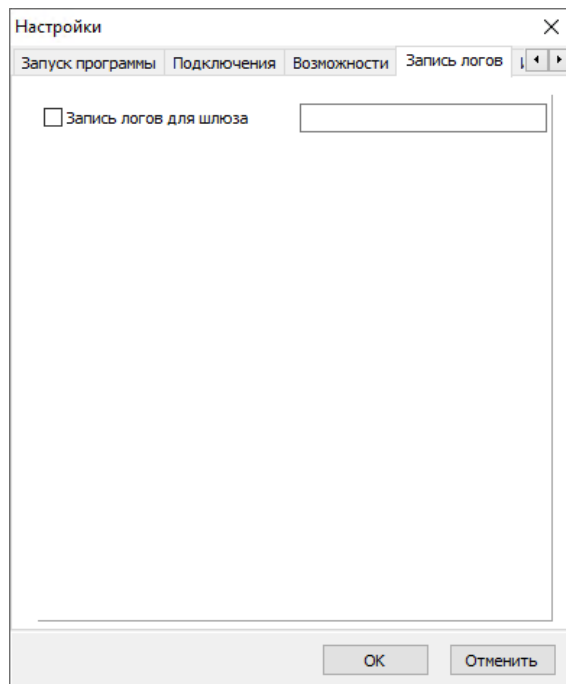 Настройки
Запуск программы Подключения Возможности Запись логов
Запись логов для шлюза
OK Отменить